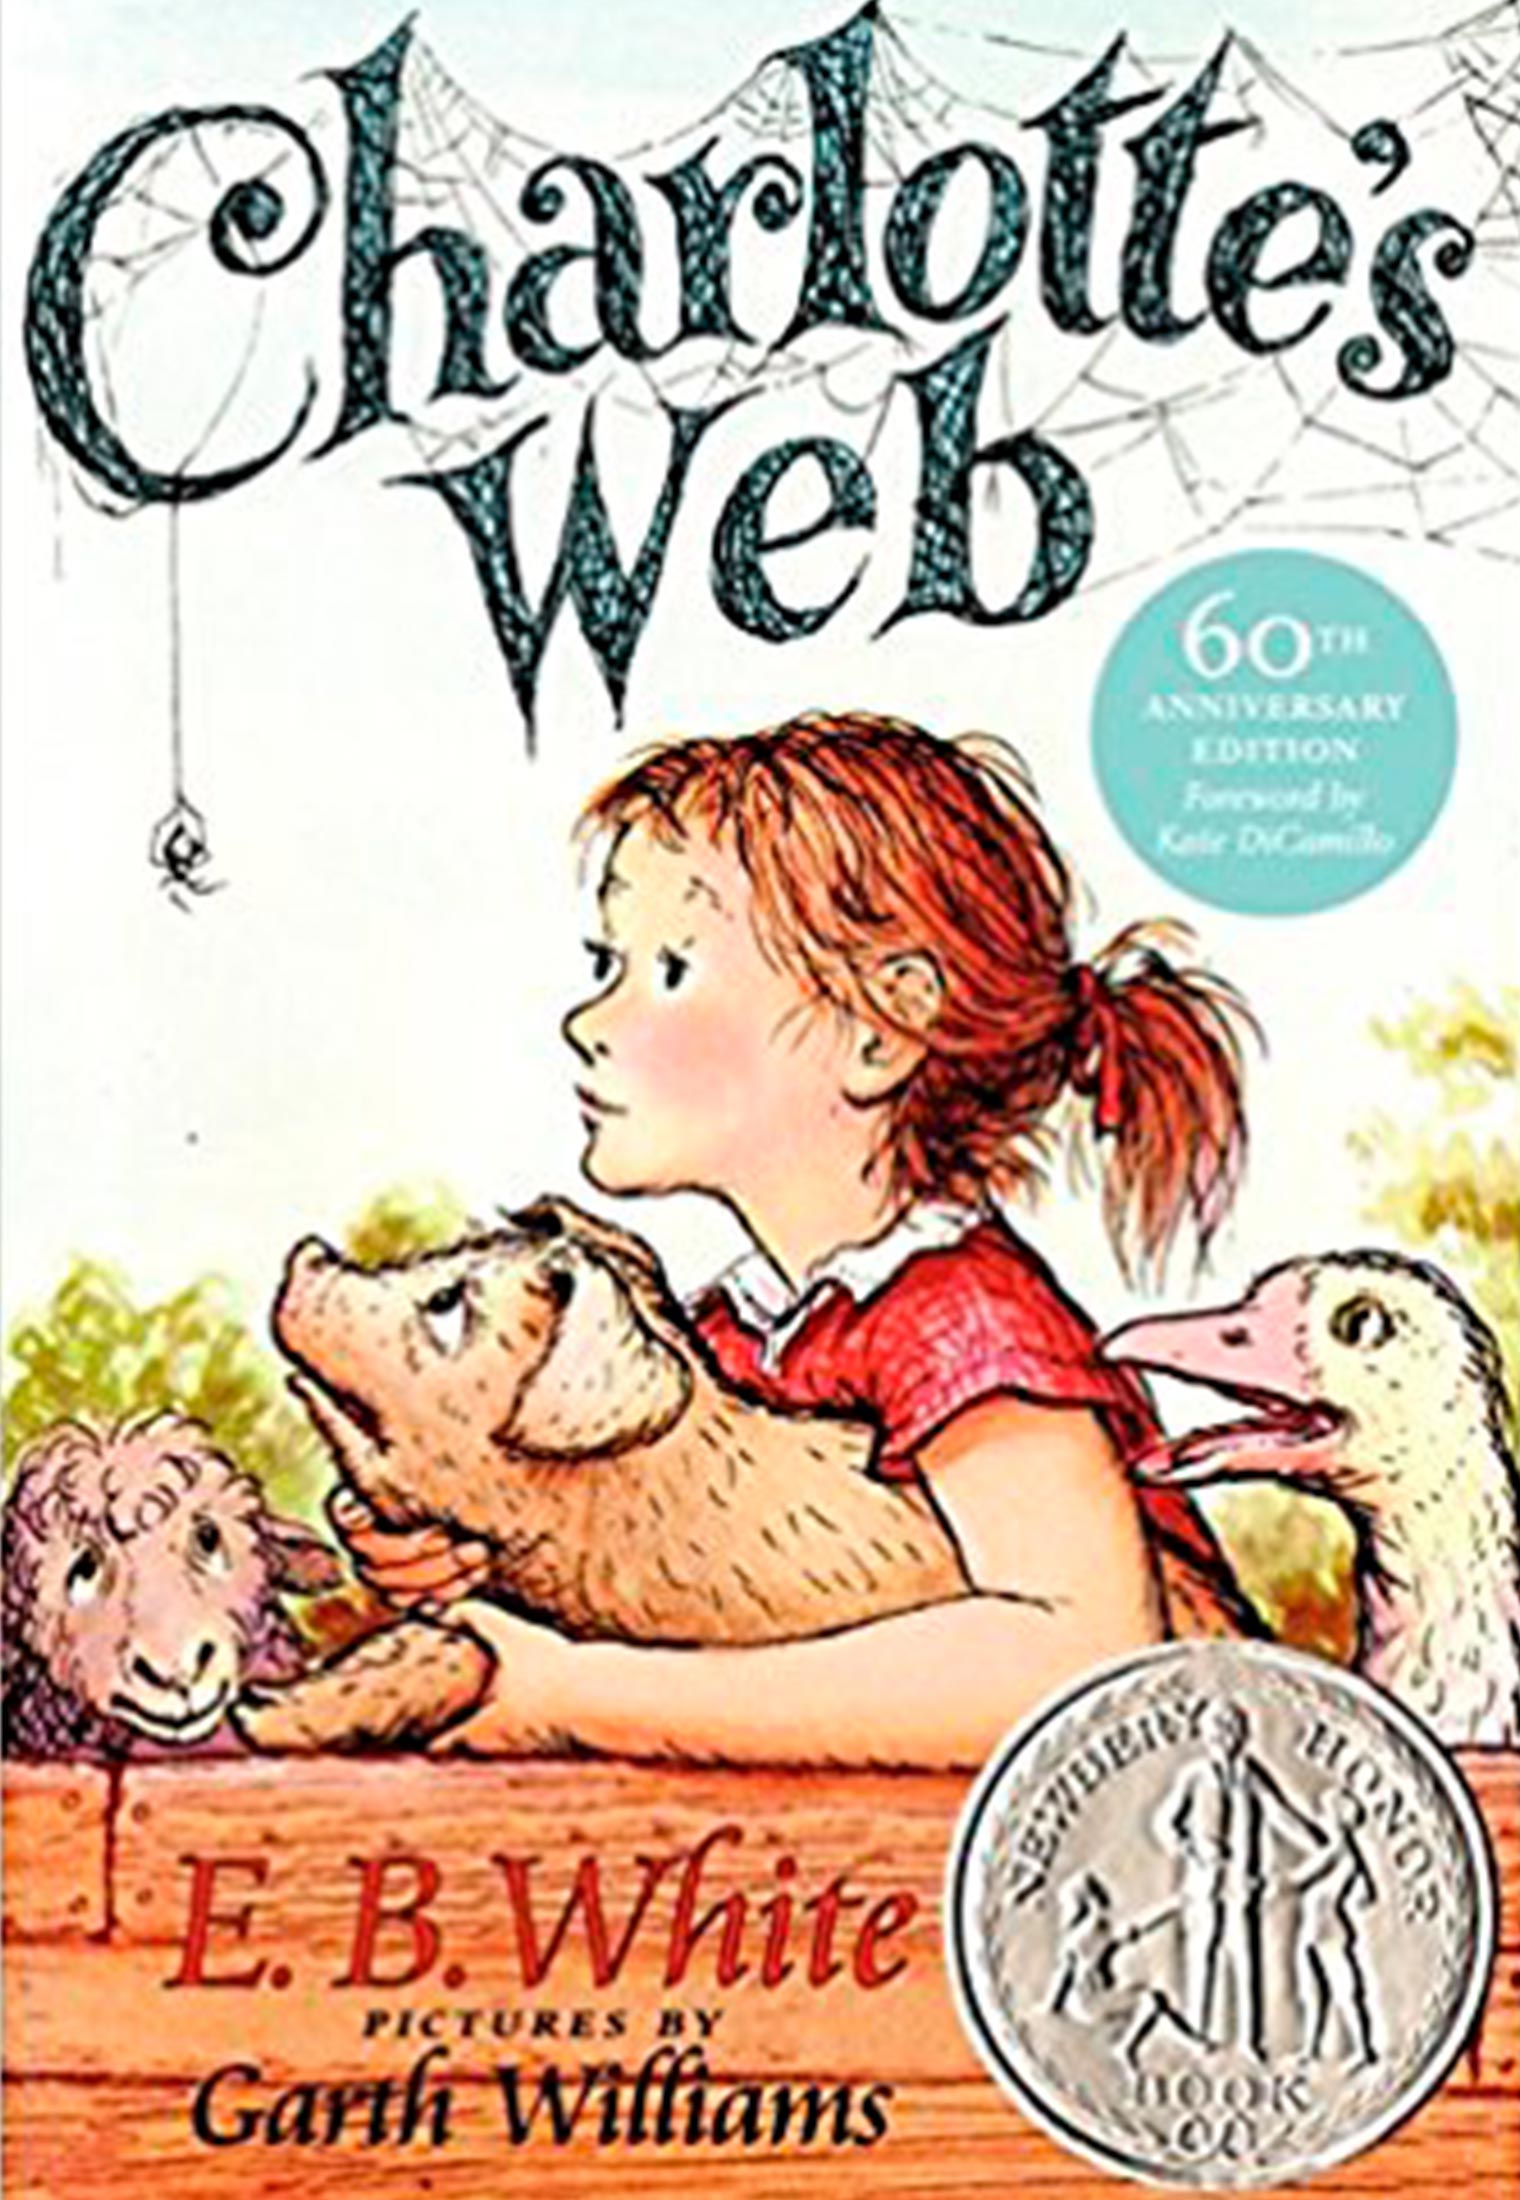 Charlotte's
Web
60TH
ANNIVERSARY
EDITION
Foreword by
Kate DiCamillo
E. B. White
PICTURES BY
Garth Williams
NEWBERY HONOR
BOOK